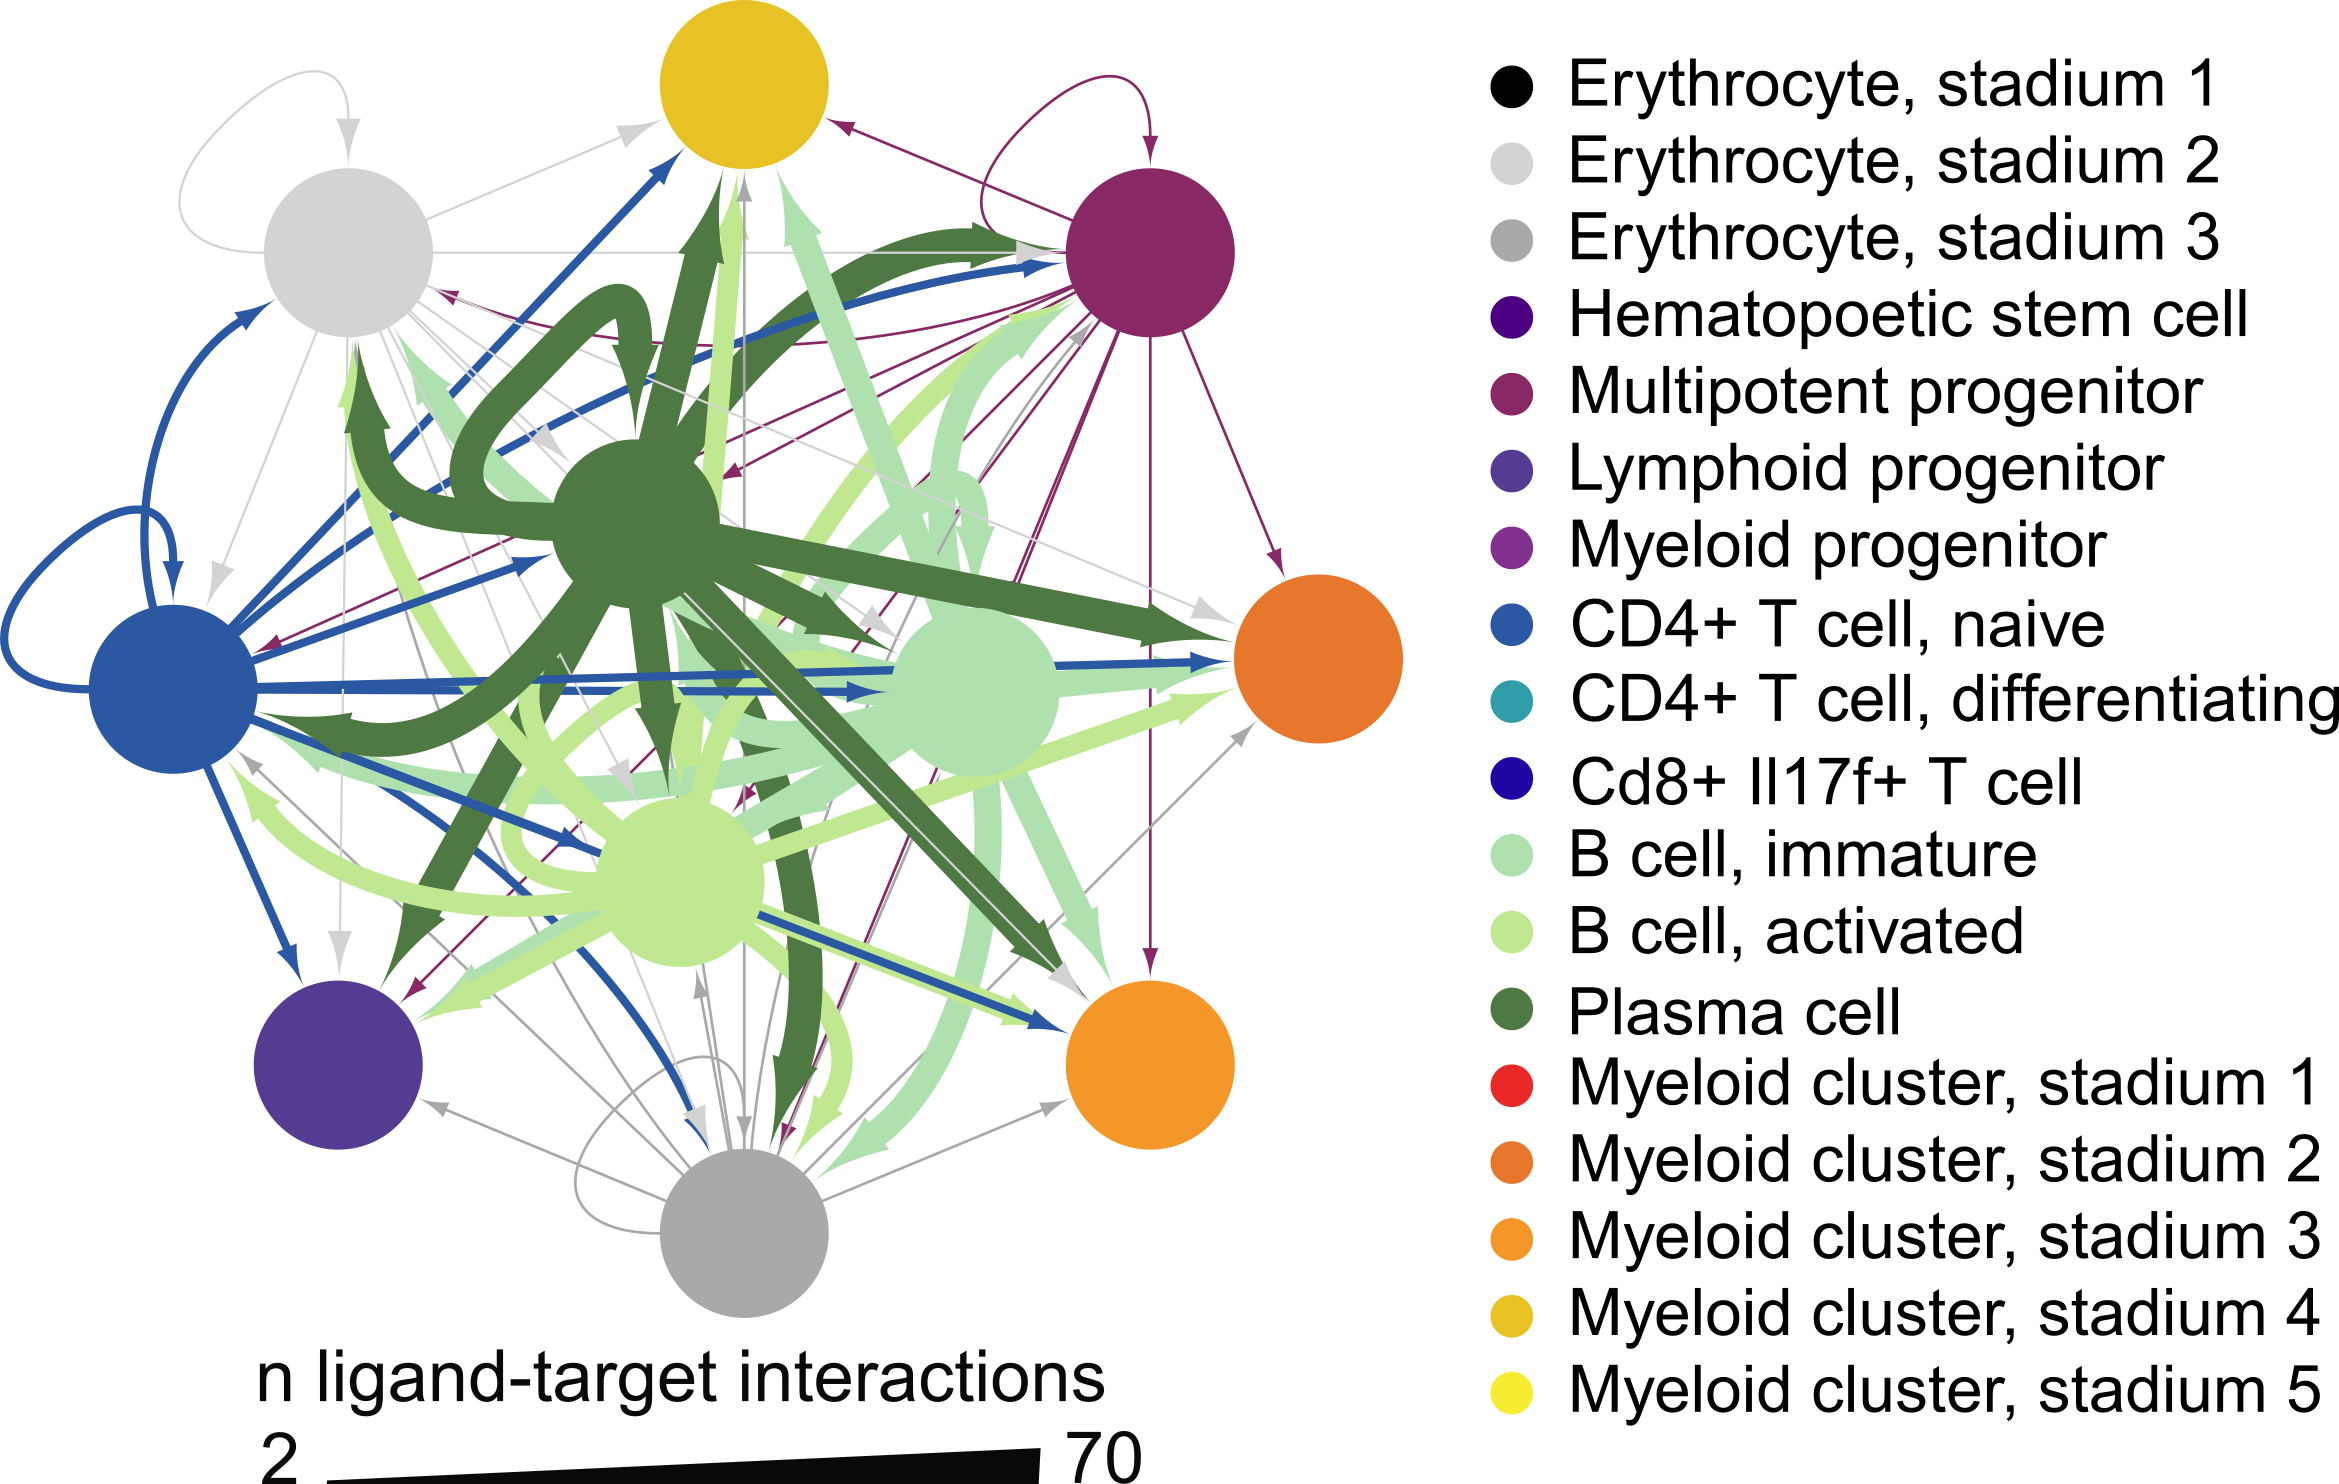 Erythrocyte, stadium 1
Erythrocyte, stadium 2
Erythrocyte, stadium 3
Hematopoetic stem cell
Multipotent progenitor
Lymphoid progenitor
Myeloid progenitor
CD4+ T cell, naive
CD4+ T cell, differentiating
Cd8+ Il17f+ T cell
B cell, immature
B cell, activated
Plasma cell
Myeloid cluster, stadium 1
Myeloid cluster, stadium 2
Myeloid cluster, stadium 3
Myeloid cluster, stadium 4
Myeloid cluster, stadium 5
n ligand-target interactions
2 70